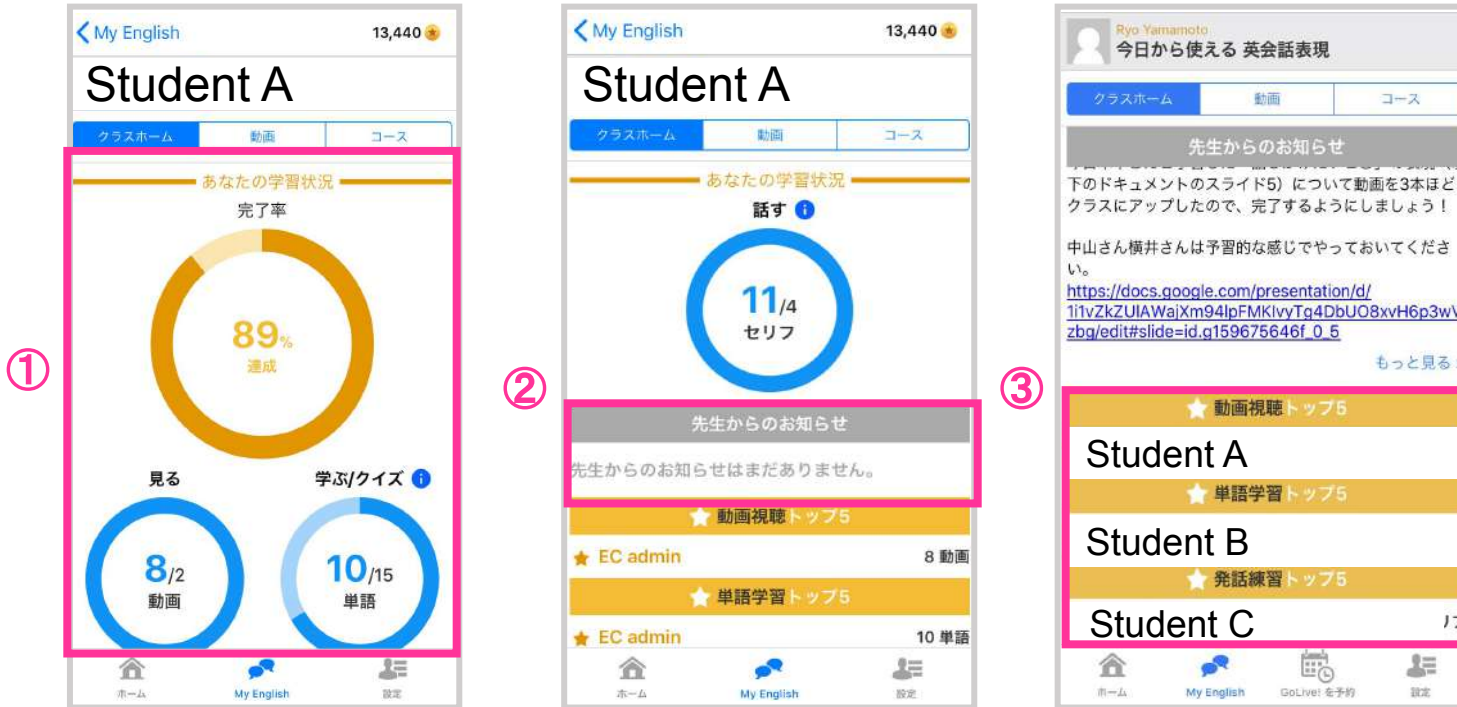 ①
My English
13,440
Student A
クラスホーム
動画
コース
あなたの学習状況
完了率
89%
達成
見る
学ぶ/クイズ
8/2
動画
10/15
単語
ホーム
My English
設定
②
My English
13,440
Student A
クラスホーム
動画
コース
あなたの学習状況
話す
11/4
セリフ
先生からのお知らせ
先生からのお知らせはまだありません。
動画視聴トップ5
EC admin
8 動画
単語学習トップ5
EC admin
10 単語
ホーム
My English
設定
③
Ryo Yamamoto
今日から使える 英会話表現
クラスホーム
動画
コース
先生からのお知らせ
下のドキュメントのスライド5）について動画を3本ほど
クラスにアップしたので、完了するようにしましょう！
中山さん横井さんは予習的な感じでやっておいてくださ
い。
https://docs.google.com/presentation/d/
1i1vZkZUIAWajXm94lpFMKIvyTg4DbUO8xvH6p3wV
zbg/edit#slide=id.g159675646f_0_5
もっと見る
動画視聴トップ5
Student A
単語学習トップ5
Student B
発話練習トップ5
Student C
ホーム
My English
GoLive! を予約
設定